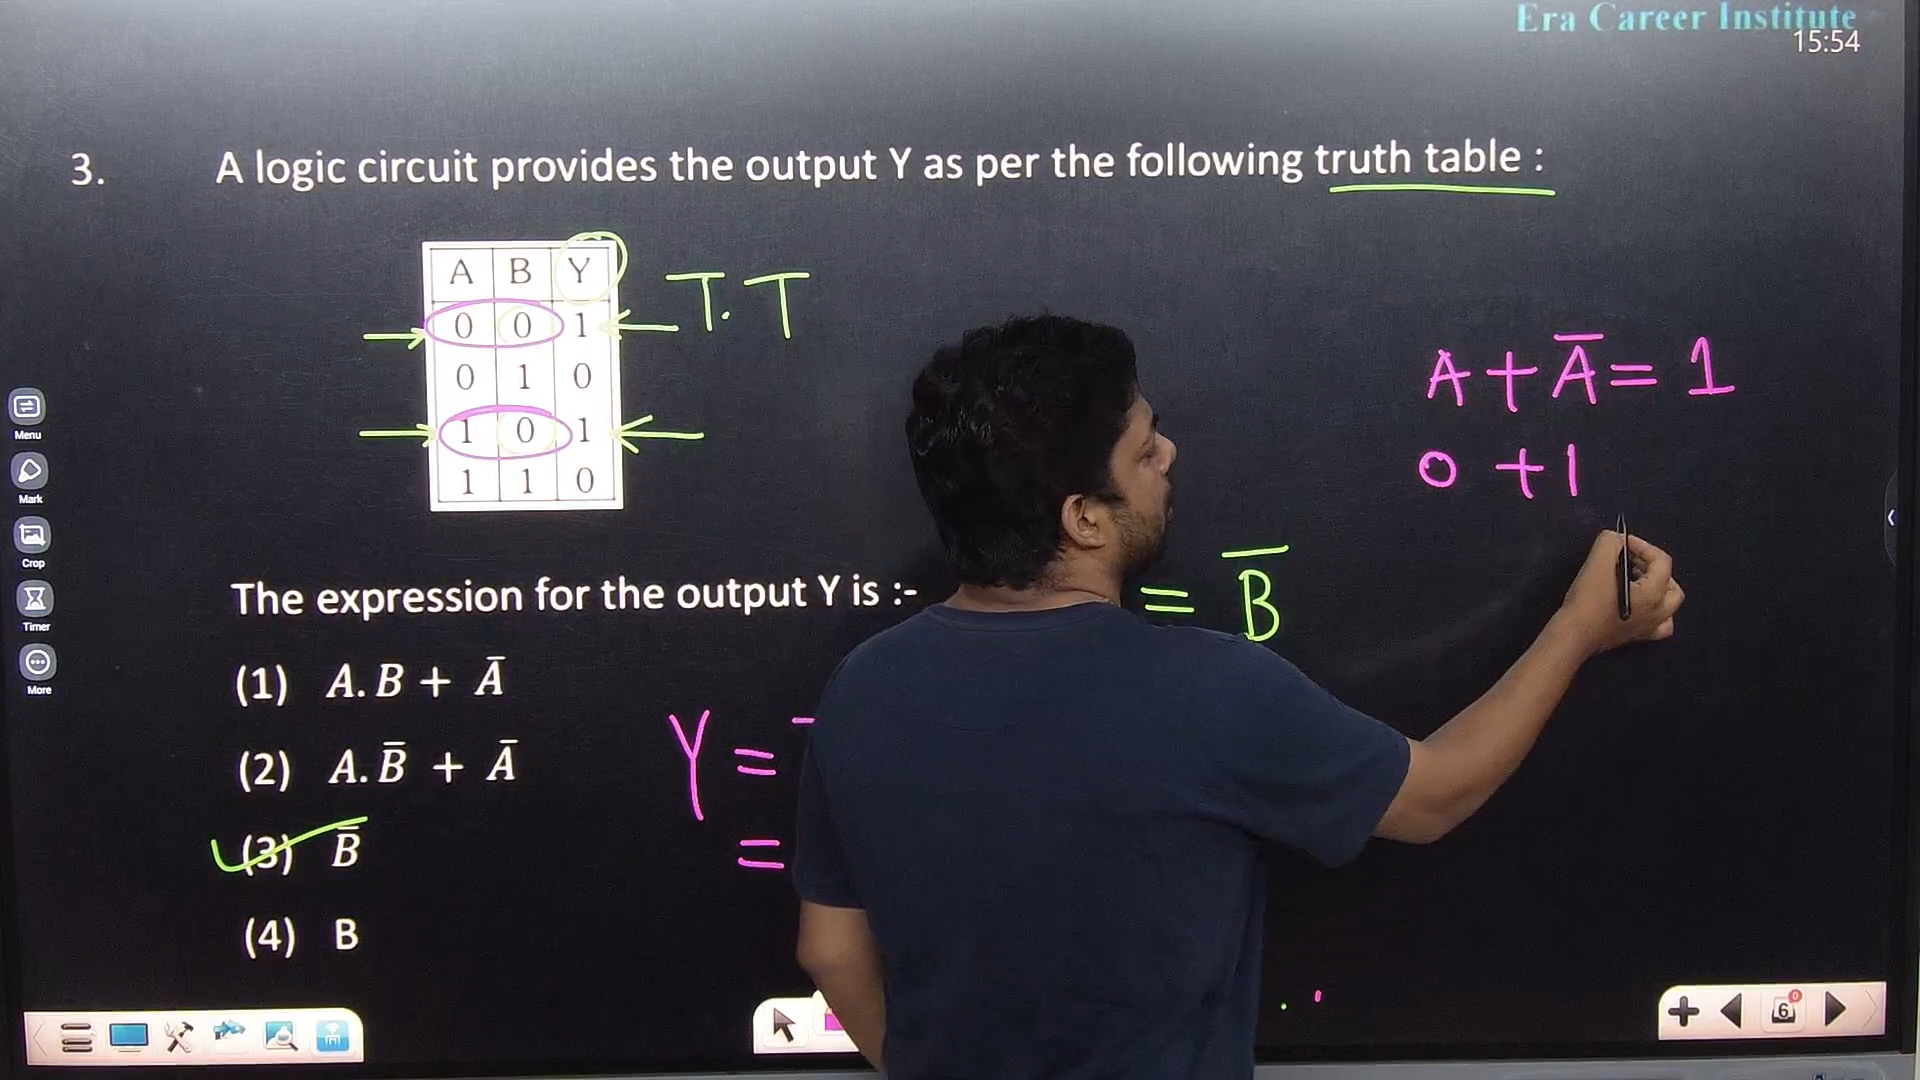 Era Career Institute
15:54
3. A logic circuit provides the output Y as per the following truth table :
A B Y
0 0 1
0 1 0
1 0 1
1 1 0
T.T
A + A̅ = 1
0 + 1
The expression for the output Y is :-
= B̅
(1) A. B + A̅
(2) A. B̅ + A̅
(3) B̅
(4) B
Y =
=
Menu
Mark
Crop
Timer
More
6
0